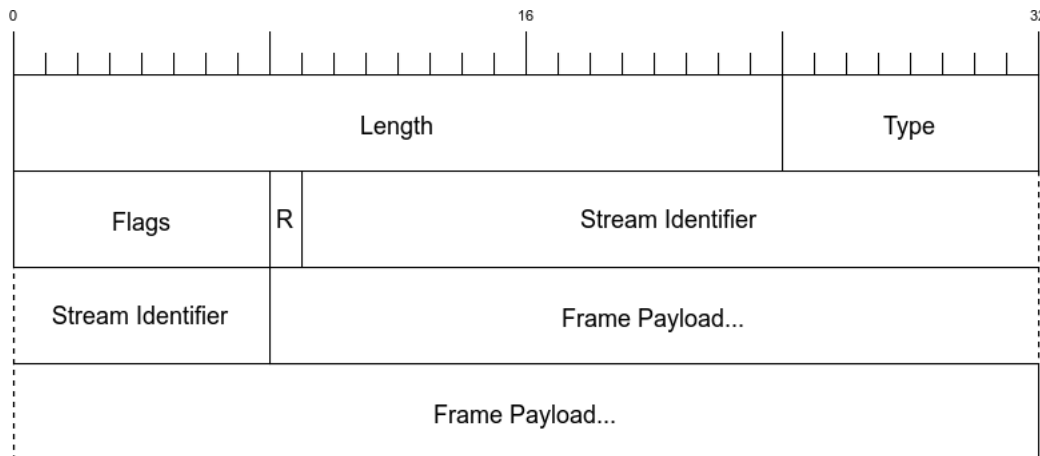 0 16 32
Length Type
Flags R Stream Identifier
Stream Identifier Frame Payload...
Frame Payload...